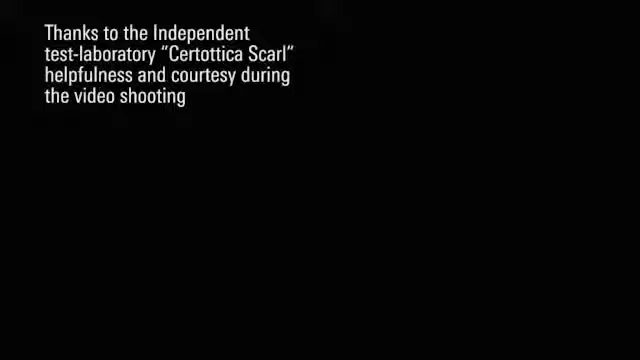 Thanks to the Independent
test-laboratory “Certottica Scarl”
helpfulness and courtesy during
the video shooting